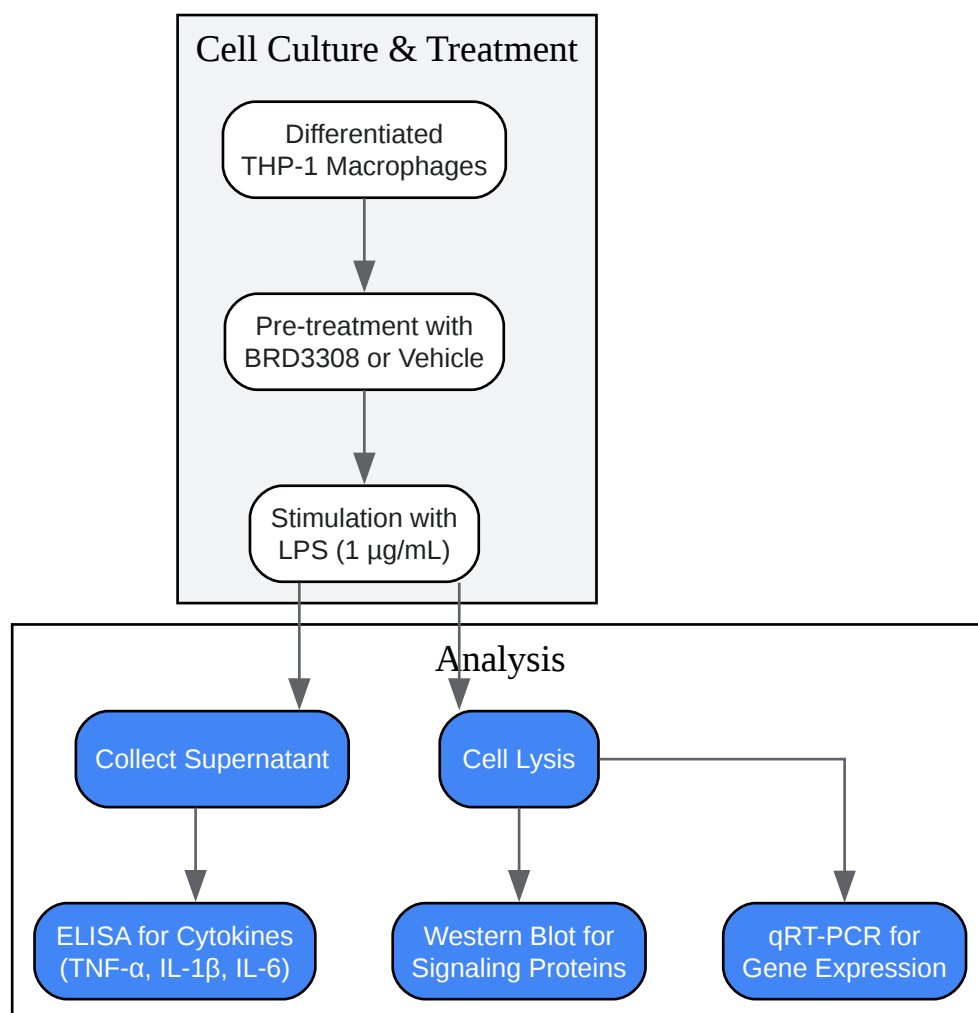 Cell Culture & Treatment
Differentiated
THP-1 Macrophages
Pre-treatment with
BRD3308 or Vehicle
Stimulation with
LPS (1 µg/mL)
Analysis
Collect Supernatant
Cell Lysis
ELISA for Cytokines
(TNF-α, IL-1β, IL-6)
Western Blot for
Signaling Proteins
qRT-PCR for
Gene Expression